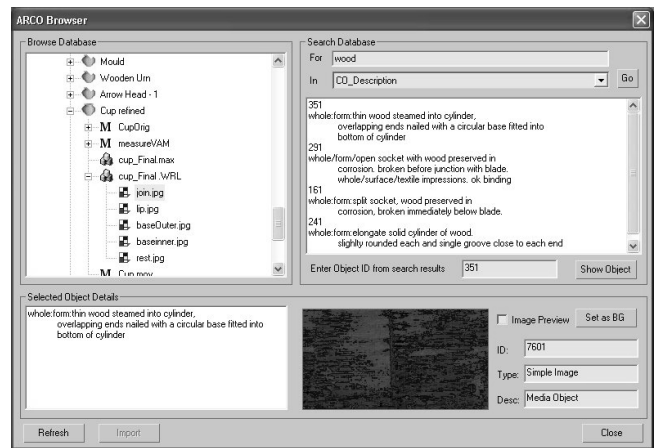 ARCO Browser
Browse Database
Mould
Wooden Urn
Arrow Head - 1
Cup refined
M CupOrig
M measureVAM
cup_Final.max
cup_Final .WRL
join.jpg
lip.jpg
baseOuter.jpg
baseinner.jpg
rest.jpg
M Cup.mov
Search Database
For wood
In CO_Description Go
351
whole:form:thin wood steamed into cylinder,
overlapping ends nailed with a circular base fitted into
bottom of cylinder
291
whole/form/open socket with wood preserved in
corrosion. broken before junction with blade.
whole/surface/textile impressions. ok binding
161
whole:form:split socket, wood preserved in
corrosion, broken immediately below blade.
241
whole:form:elongate solid cylinder of wood.
slighlty rounded each and single groove close to each end
Enter Object ID from search results 351 Show Object
Selected Object Details
whole:form:thin wood steamed into cylinder,
overlapping ends nailed with a circular base fitted into
bottom of cylinder
Image Preview Set as BG
ID: 7601
Type: Simple Image
Desc: Media Object
Refresh Import Close